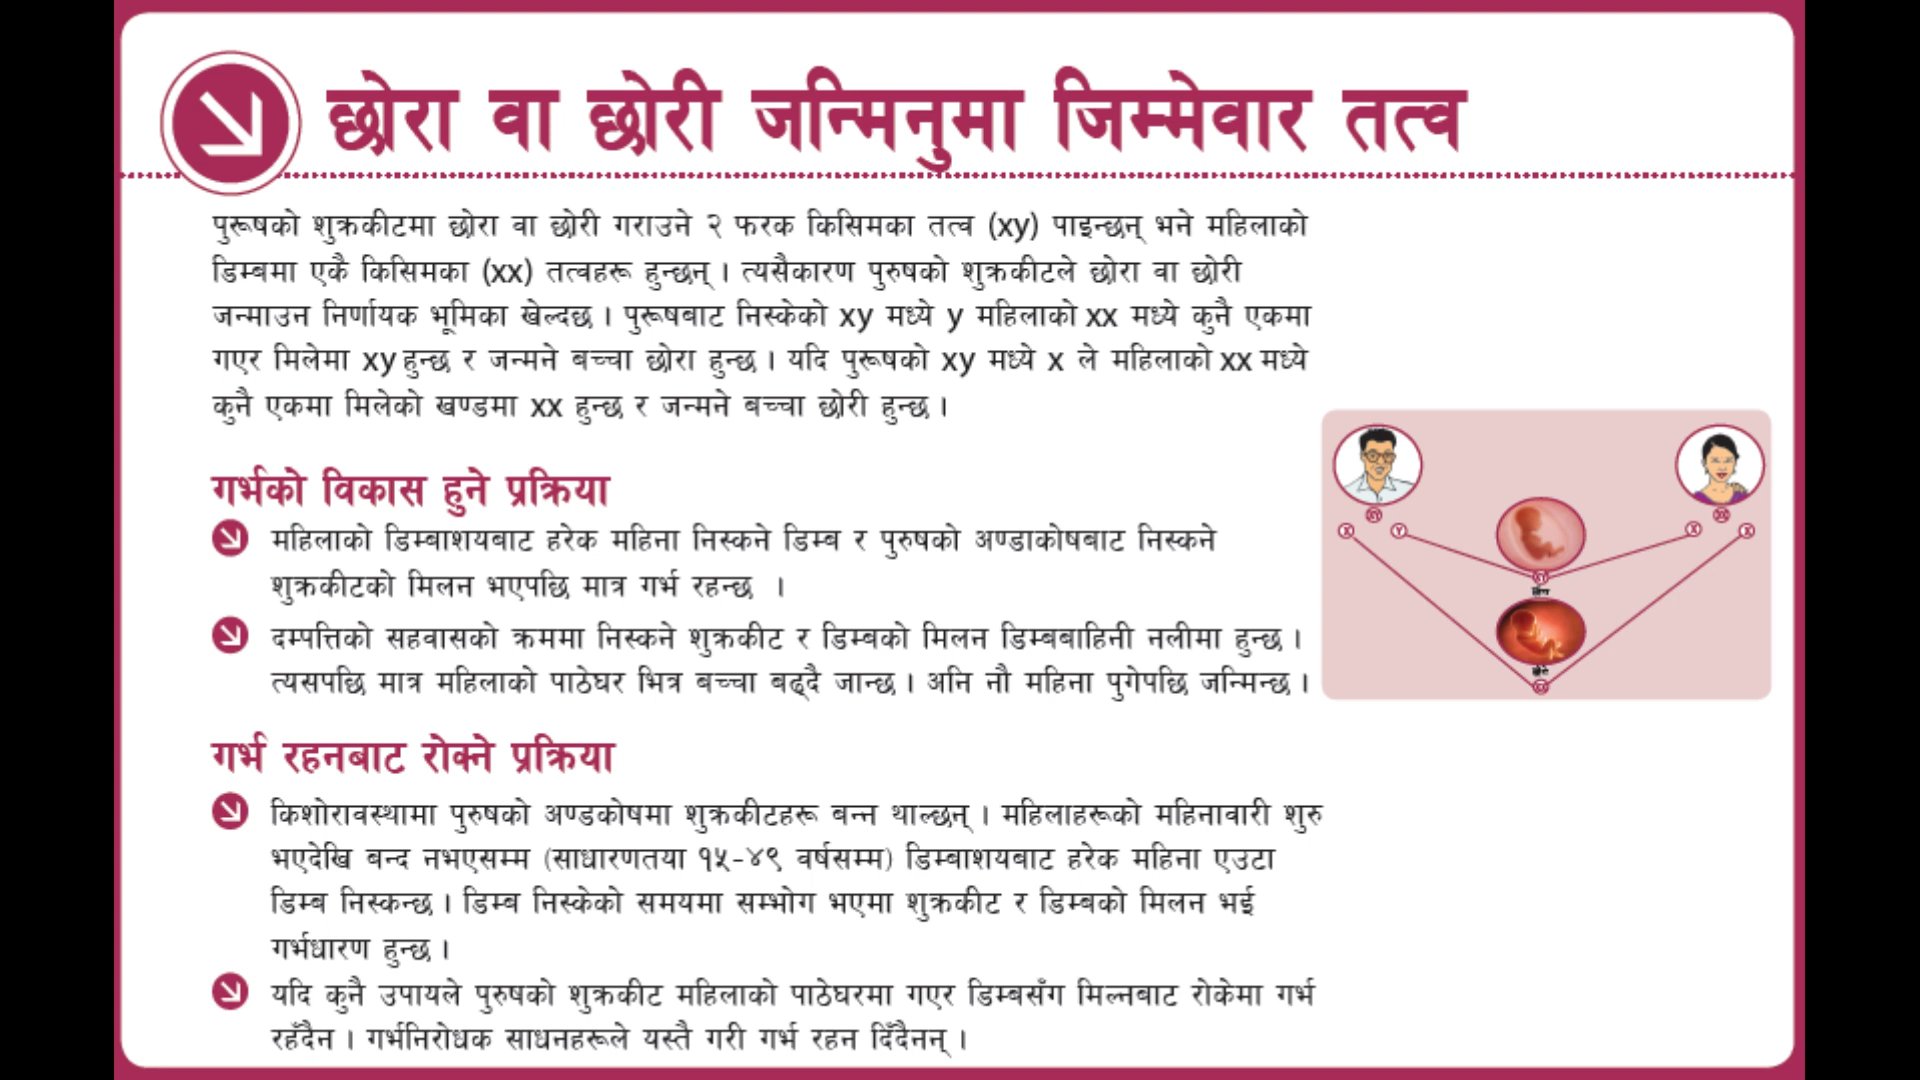 छोरा वा छोरी जन्मिनुमा जिम्मेवार तत्व
पुरूषको शुक्रकीटमा छोरा वा छोरी गराउने २ फरक किसिमका तत्व (xy) पाइन्छन् भने महिलाको
डिम्बमा एकै किसिमका (xx) तत्वहरू हुन्छन् । त्यसैकारण पुरुषको शुक्रकीटले छोरा वा छोरी
जन्माउन निर्णायक भूमिका खेल्दछ । पुरूषबाट निस्केको xy मध्ये y महिलाको xx मध्ये कुनै एकमा
गएर मिलेमा xy हुन्छ र जन्मने बच्चा छोरा हुन्छ । यदि पुरूषको xy मध्ये x ले महिलाको xx मध्ये
कुनै एकमा मिलेको खण्डमा xx हुन्छ र जन्मने बच्चा छोरी हुन्छ ।
गर्भको विकास हुने प्रक्रिया
महिलाको डिम्बाशयबाट हरेक महिना निस्कने डिम्ब र पुरुषको अण्डाकोषबाट निस्कने
शुक्रकीटको मिलन भएपछि मात्र गर्भ रहन्छ ।
दम्पत्तिको सहवासको क्रममा निस्कने शुक्रकीट र डिम्बको मिलन डिम्बबाहिनी नलीमा हुन्छ ।
त्यसपछि मात्र महिलाको पाठेघर भित्र बच्चा बढ्दै जान्छ । अनि नौ महिना पुगेपछि जन्मिन्छ ।
XY
XX
X
Y
X
X
XY
XX
गर्भ रहनबाट रोक्ने प्रक्रिया
किशोरावस्थामा पुरुषको अण्डकोषमा शुक्रकीटहरू बन्न थाल्छन् । महिलाहरूको महिनावारी शुरु
भएदेखि बन्द नभएसम्म (साधारणतया १५-४९ वर्षसम्म) डिम्बाशयबाट हरेक महिना एउटा
डिम्ब निस्कन्छ । डिम्ब निस्केको समयमा सम्भोग भएमा शुक्रकीट र डिम्बको मिलन भई
गर्भधारण हुन्छ ।
यदि कुनै उपायले पुरुषको शुक्रकीट महिलाको पाठेघरमा गएर डिम्बसँग मिल्नबाट रोकेमा गर्भ
रहँदैन । गर्भनिरोधक साधनहरूले यस्तै गरी गर्भ रहन दिँदैनन् ।